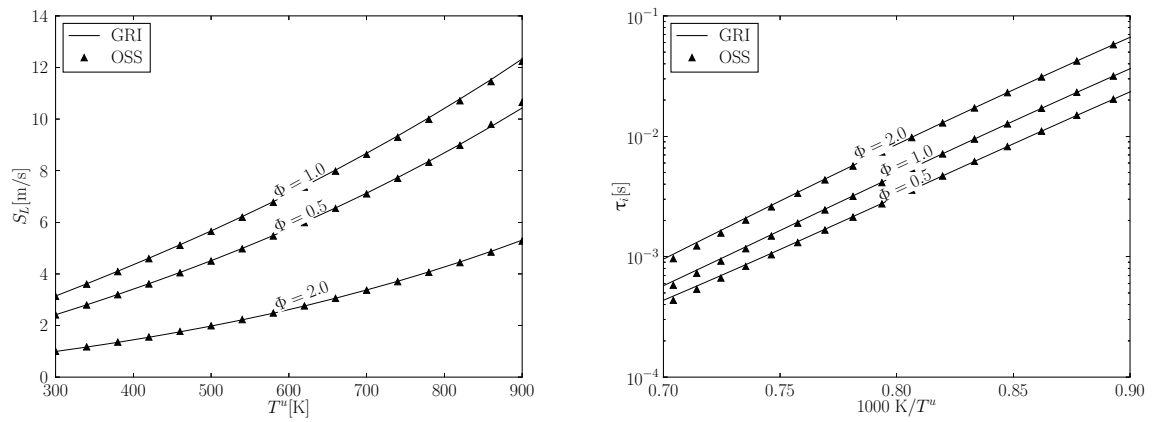 14
12
10
8
6
4
2
0
S_L[m/s]
GRI
OSS
Φ = 1.0
Φ = 0.5
Φ = 2.0
300 400 500 600 700 800 900
T^u[K]
10^{-1}
10^{-2}
10^{-3}
10^{-4}
τ_i[s]
GRI
OSS
Φ = 2.0
Φ = 1.0
Φ = 0.5
0.70 0.75 0.80 0.85 0.90
1000 K/T^u